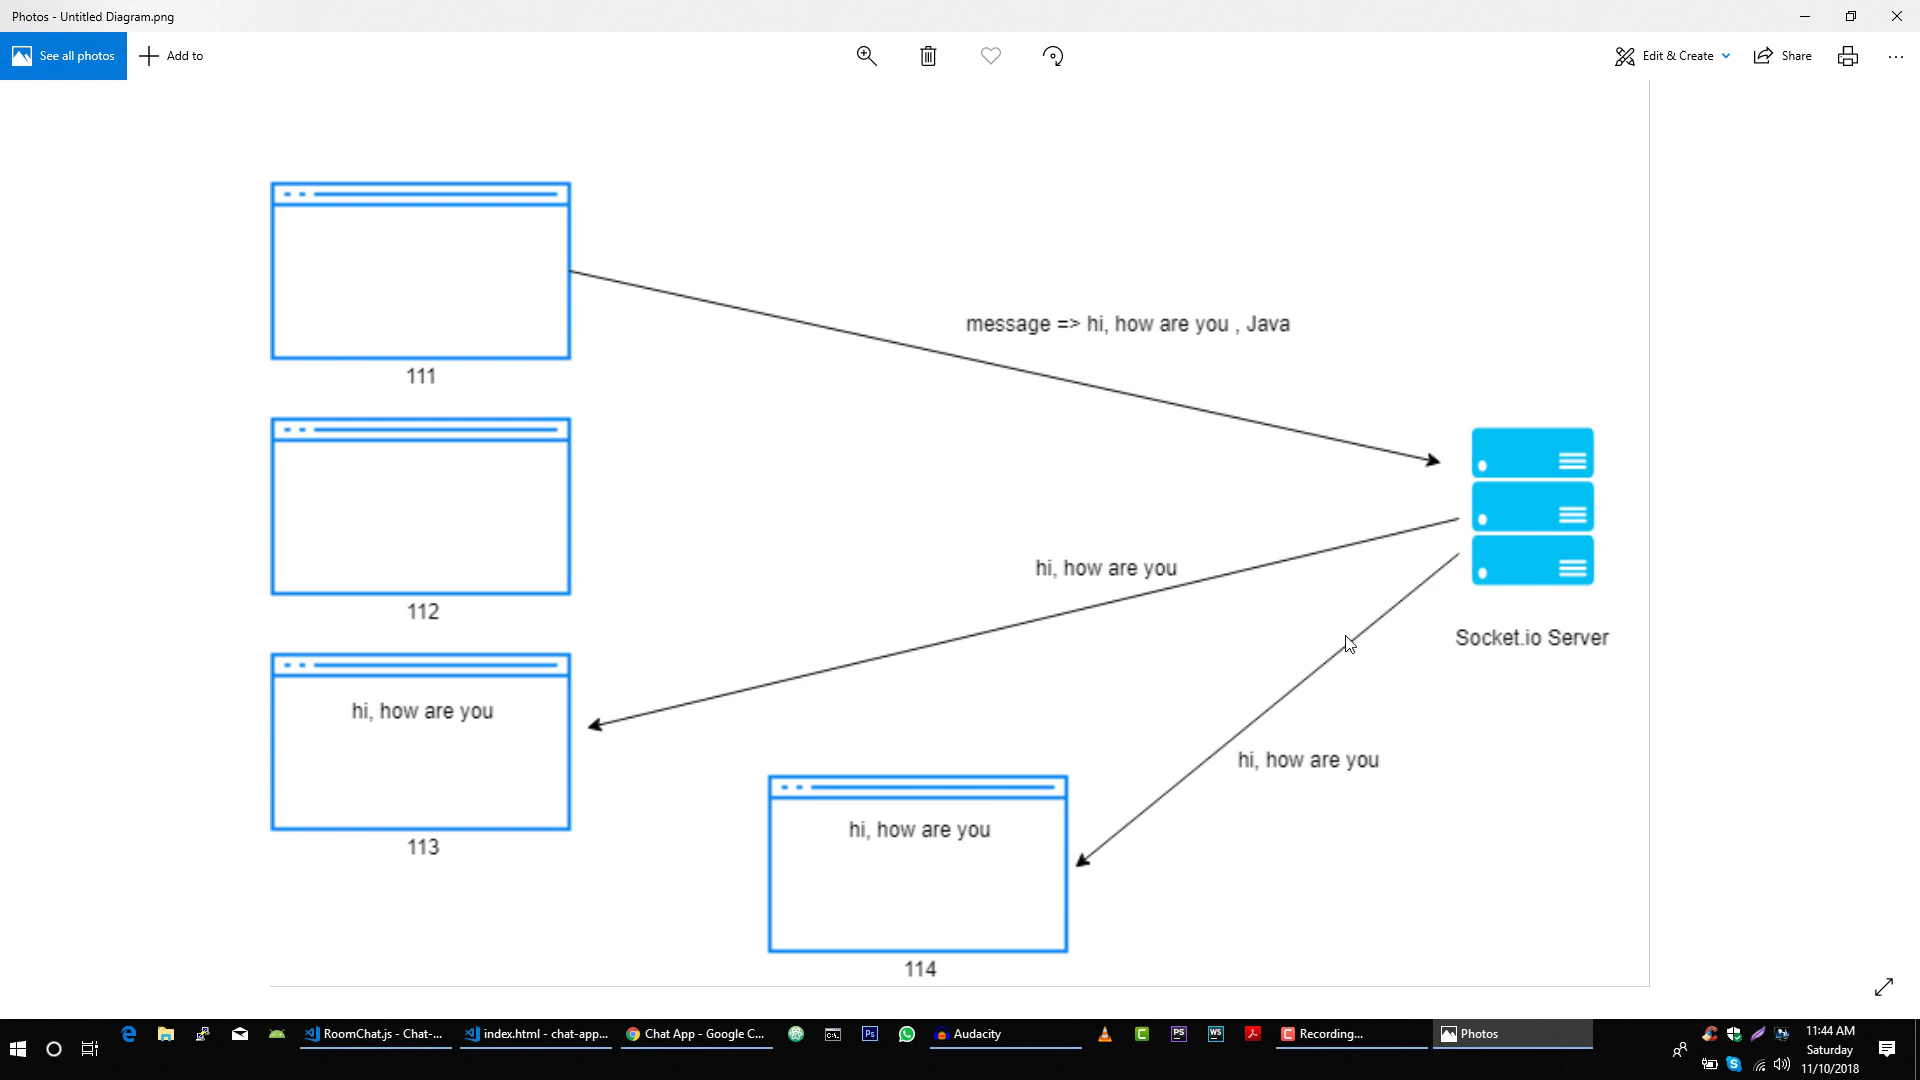 Photos - Untitled Diagram.png
See all photos
Add to
Edit & Create
Share
111
message => hi, how are you , Java
112
hi, how are you
Socket.io Server
hi, how are you
113
hi, how are you
hi, how are you
114
RoomChat.js - Chat-...
index.html - chat-app...
Chat App - Google C...
Ps
Audacity
C
PS
WS
C
Recording...
Photos
11:44 AM
Saturday
11/10/2018